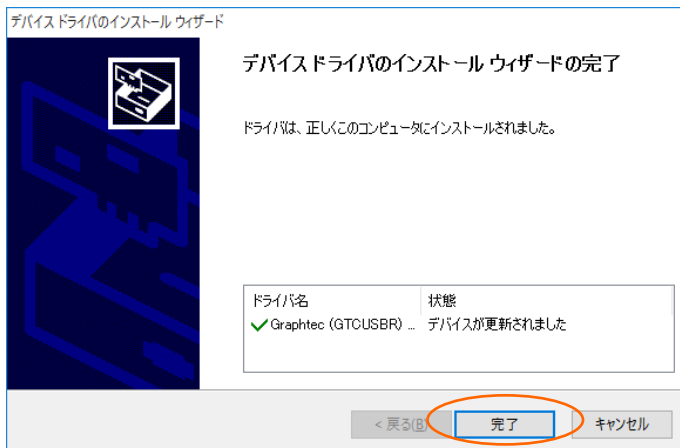 デバイス ドライバのインストール ウィザード
デバイス ドライバのインストール ウィザードの完了
ドライバは、正しくこのコンピュータにインストールされました。
ドライバ名 状態
Graphtec (GTCUSBR) ... デバイスが更新されました
< 戻る(B) 完了 キャンセル